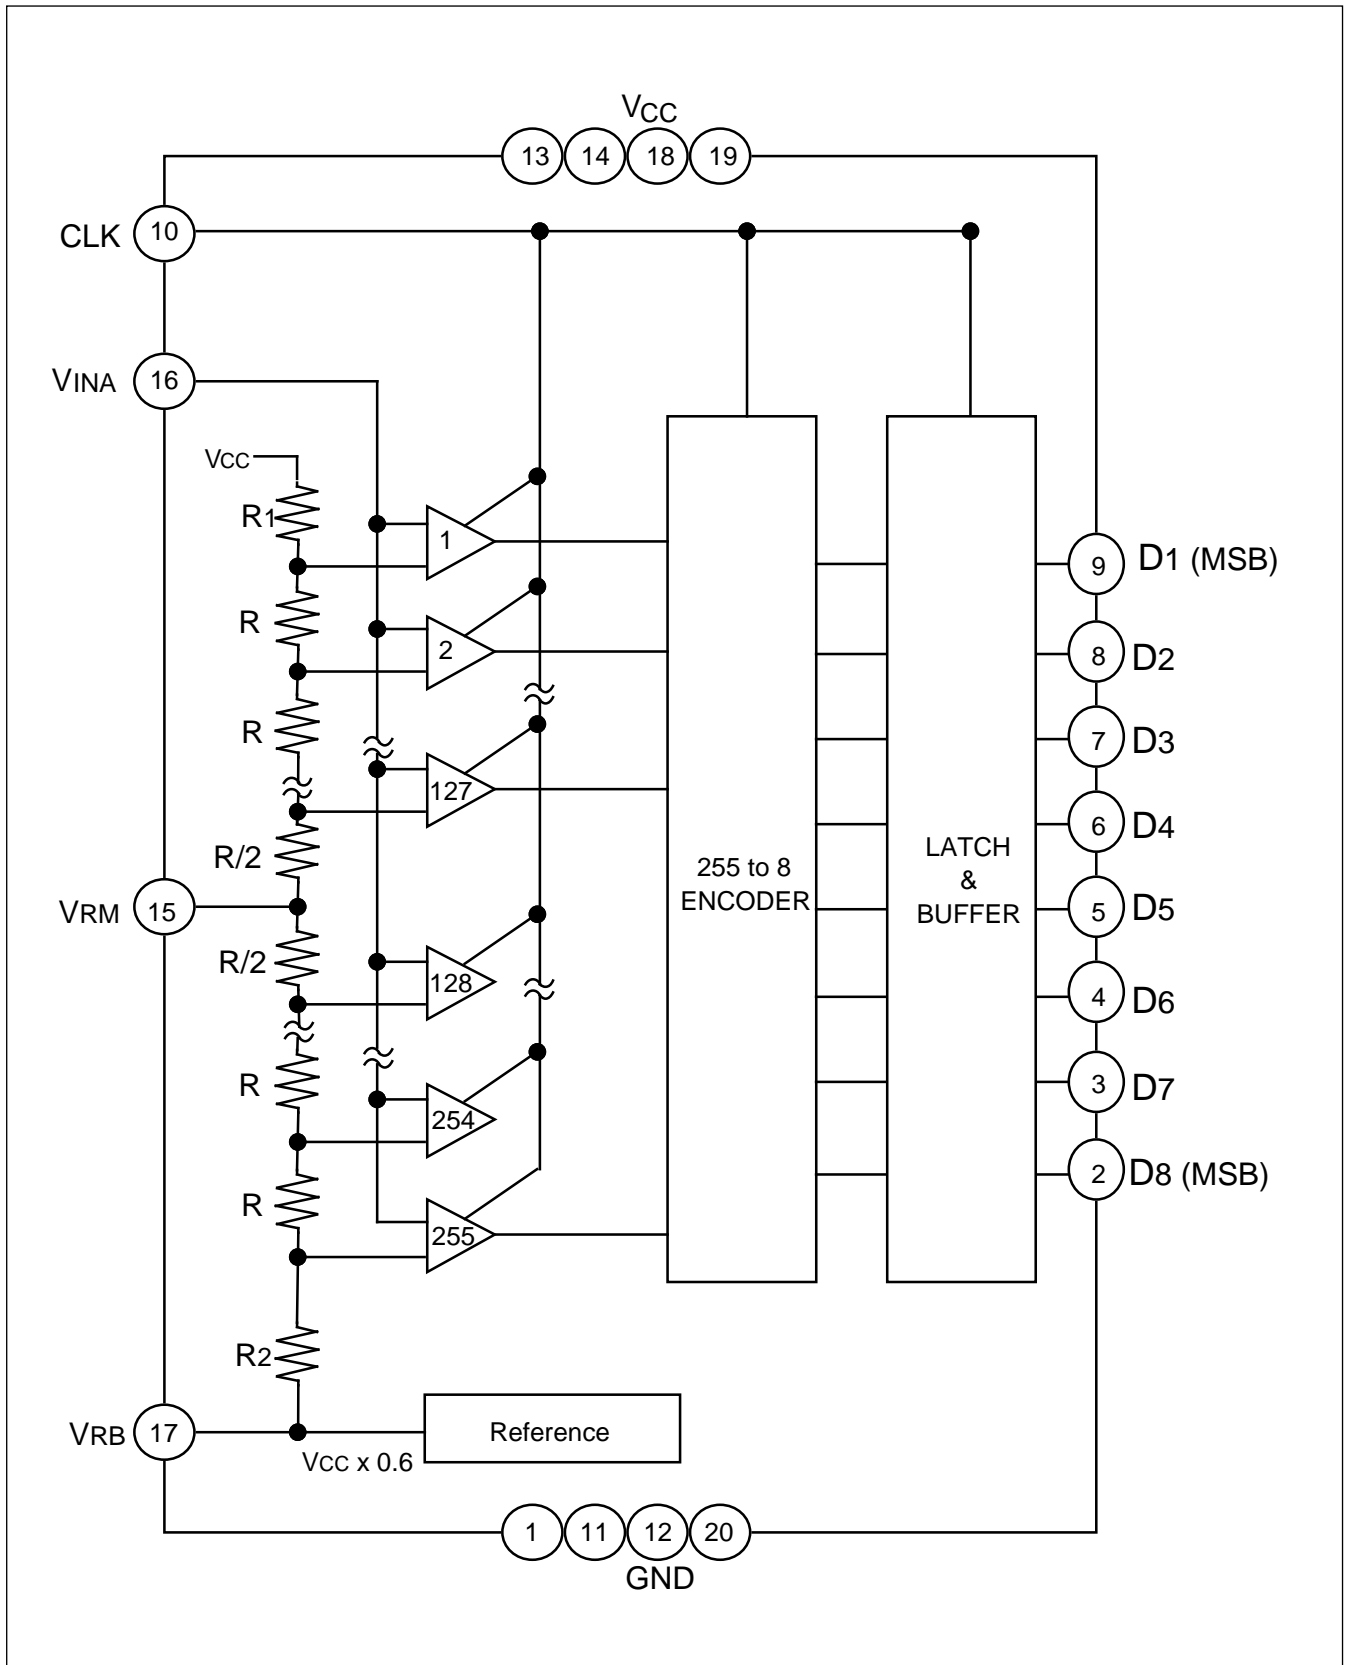 VCC
13 14 18 19
CLK 10
VINA 16
VCC
R1
1
R
2
R
127
R/2
VRM 15
R/2
128
R
254
R
255
R2
VRB 17
VCC x 0.6
Reference
255 to 8
ENCODER
LATCH
&
BUFFER
9 D1 (MSB)
8 D2
7 D3
6 D4
5 D5
4 D6
3 D7
2 D8 (MSB)
1 11 12 20
GND